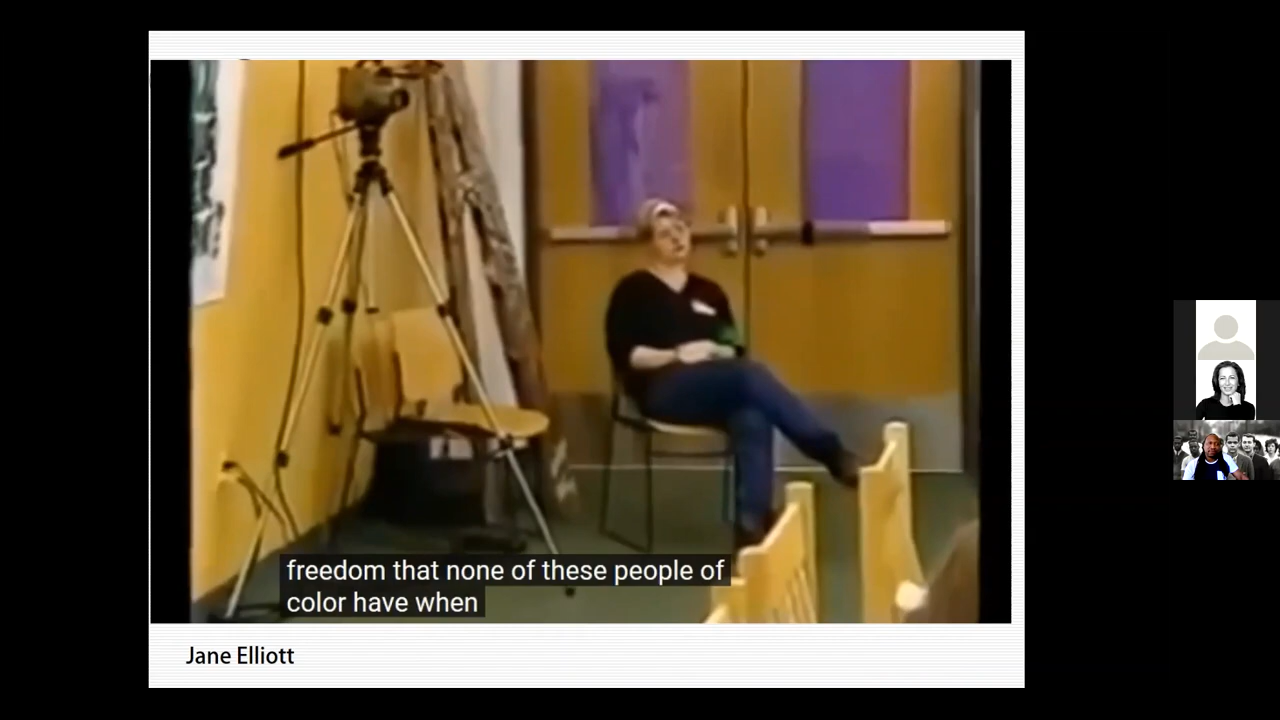 freedom that none of these people of
color have when
Jane Elliott